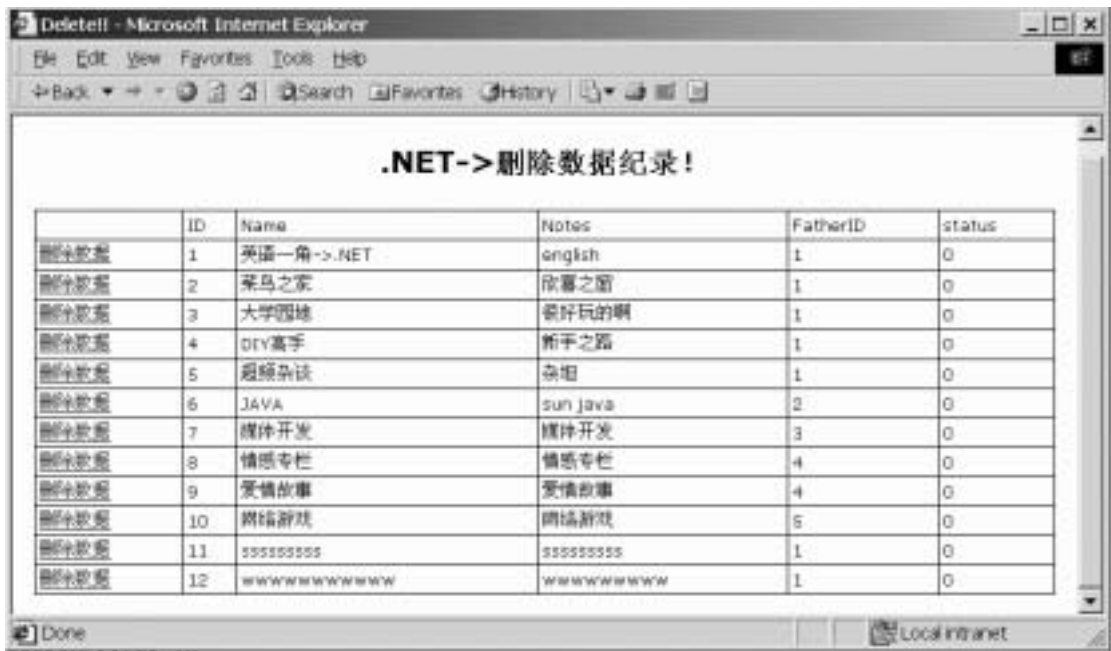 Delete!! - Microsoft Internet Explorer
File Edit View Favorites Tools Help
Back Search Favorites History
.NET->删除数据纪录!
ID Name Notes FatherID status
删除数据 1 英语一角->.NET english 1 0
删除数据 2 菜鸟之家 之窗 1 0
删除数据 3 大学园地 很好玩的啊 1 0
删除数据 4 DIY高手 新手之路 1 0
删除数据 5 超频杂谈 杂坦 1 0
删除数据 6 JAVA sun java 2 0
删除数据 7 媒体开发 媒体开发 3 0
删除数据 8 情感专栏 情感专栏 4 0
删除数据 9 爱情故事 爱情故事 4 0
删除数据 10 网络游戏 网络游戏 5 0
删除数据 11 sssssssss sssssssss 1 0
删除数据 12 wwwwwwwwwww wwwwwwwww 1 0
Done Local intranet